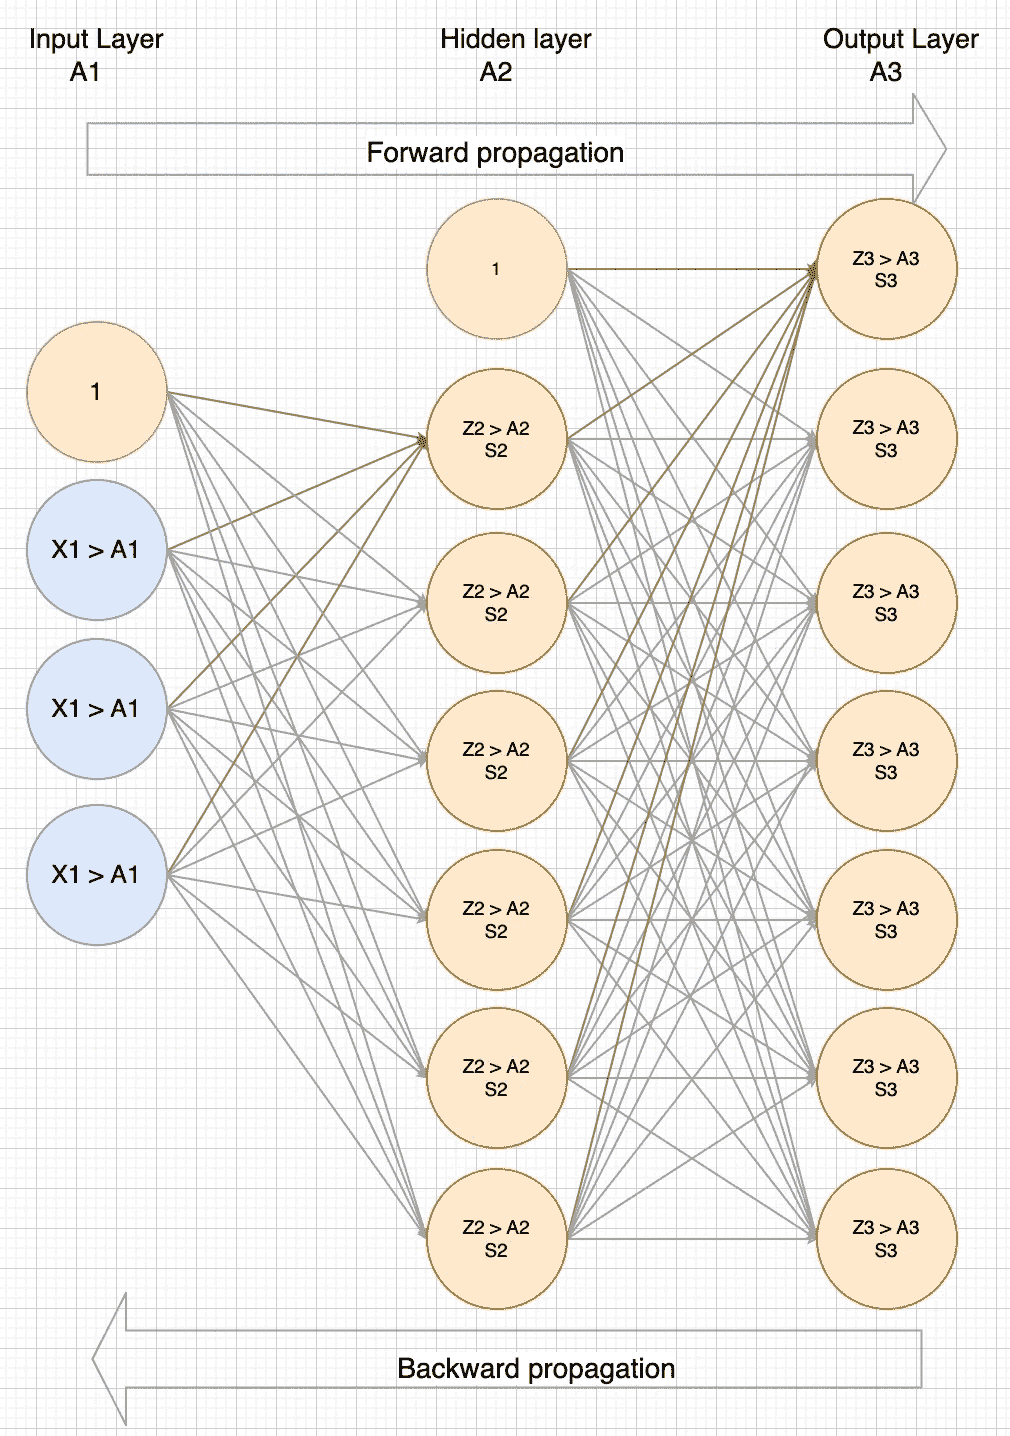 Input Layer
A1
Hidden layer
A2
Output Layer
A3
Forward propagation
1
X1 > A1
X1 > A1
X1 > A1
1
Z2 > A2
S2
Z2 > A2
S2
Z2 > A2
S2
Z2 > A2
S2
Z2 > A2
S2
Z2 > A2
S2
Z3 > A3
S3
Z3 > A3
S3
Z3 > A3
S3
Z3 > A3
S3
Z3 > A3
S3
Z3 > A3
S3
Z3 > A3
S3
Backward propagation